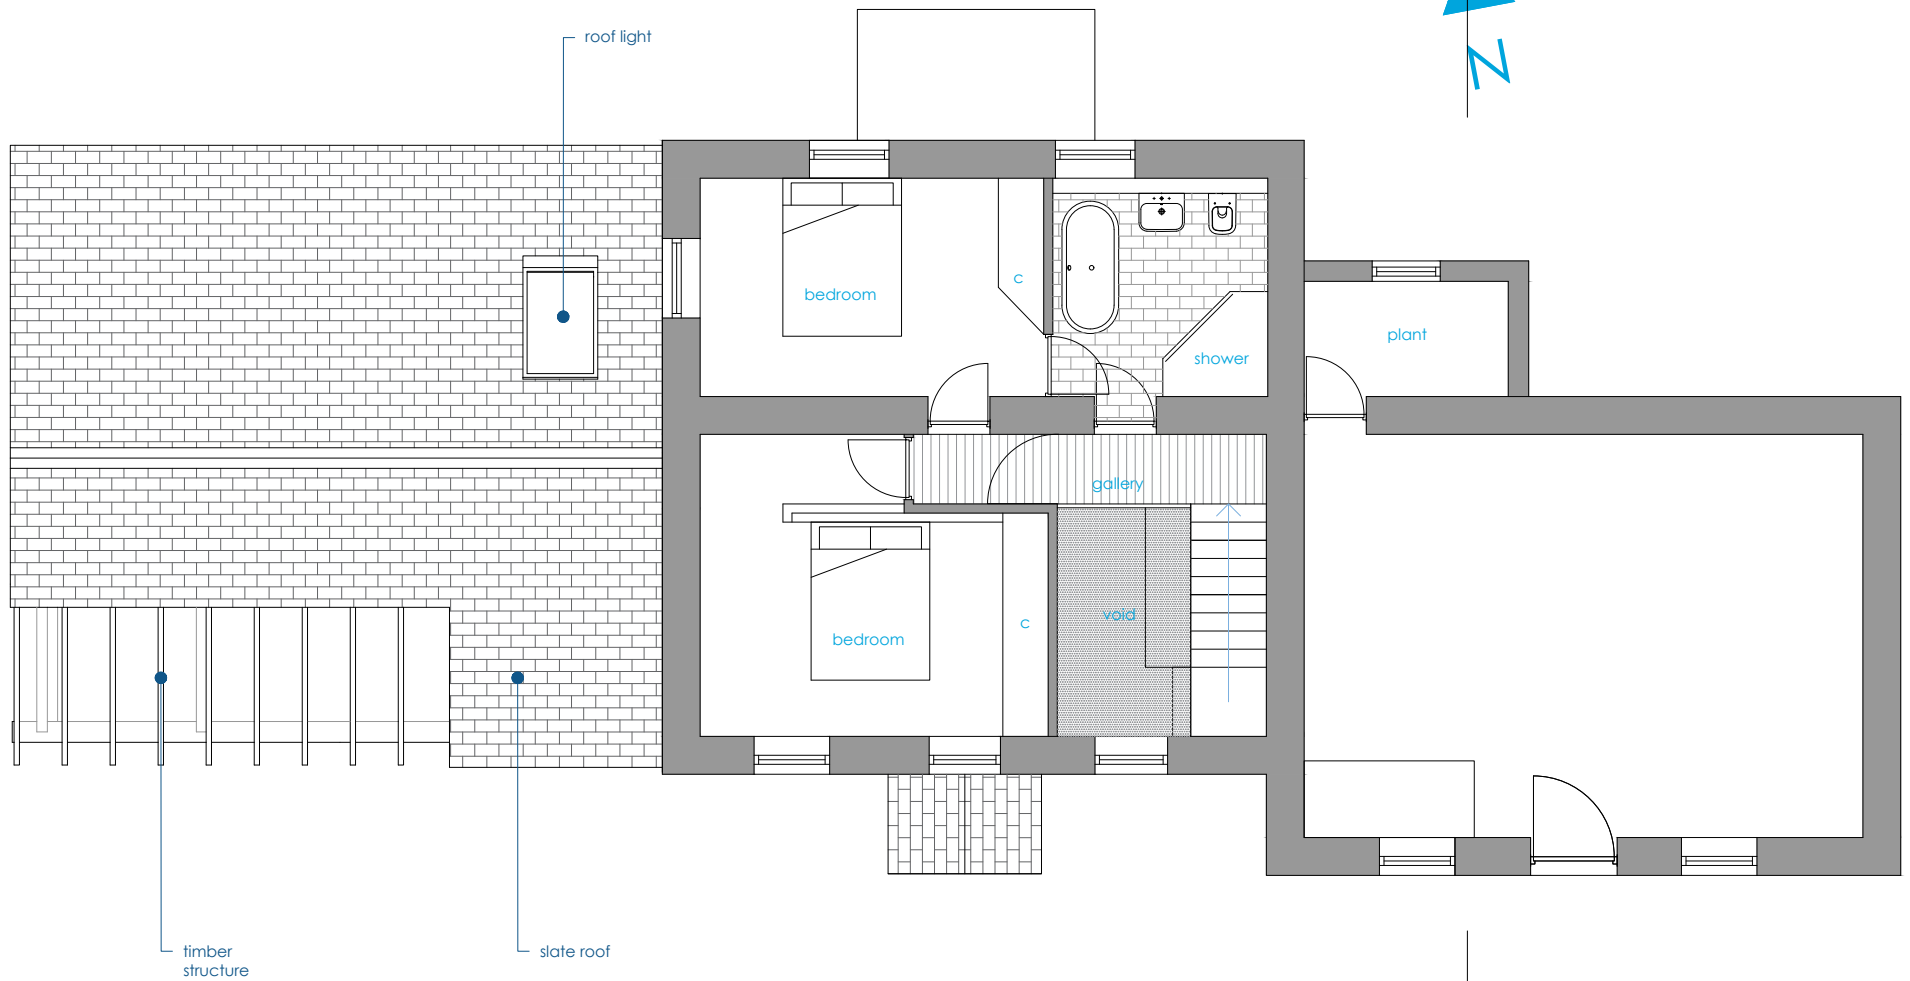 roof light
N
bedroom
c
shower
plant
gallery
void
bedroom
c
timber
structure
slate roof